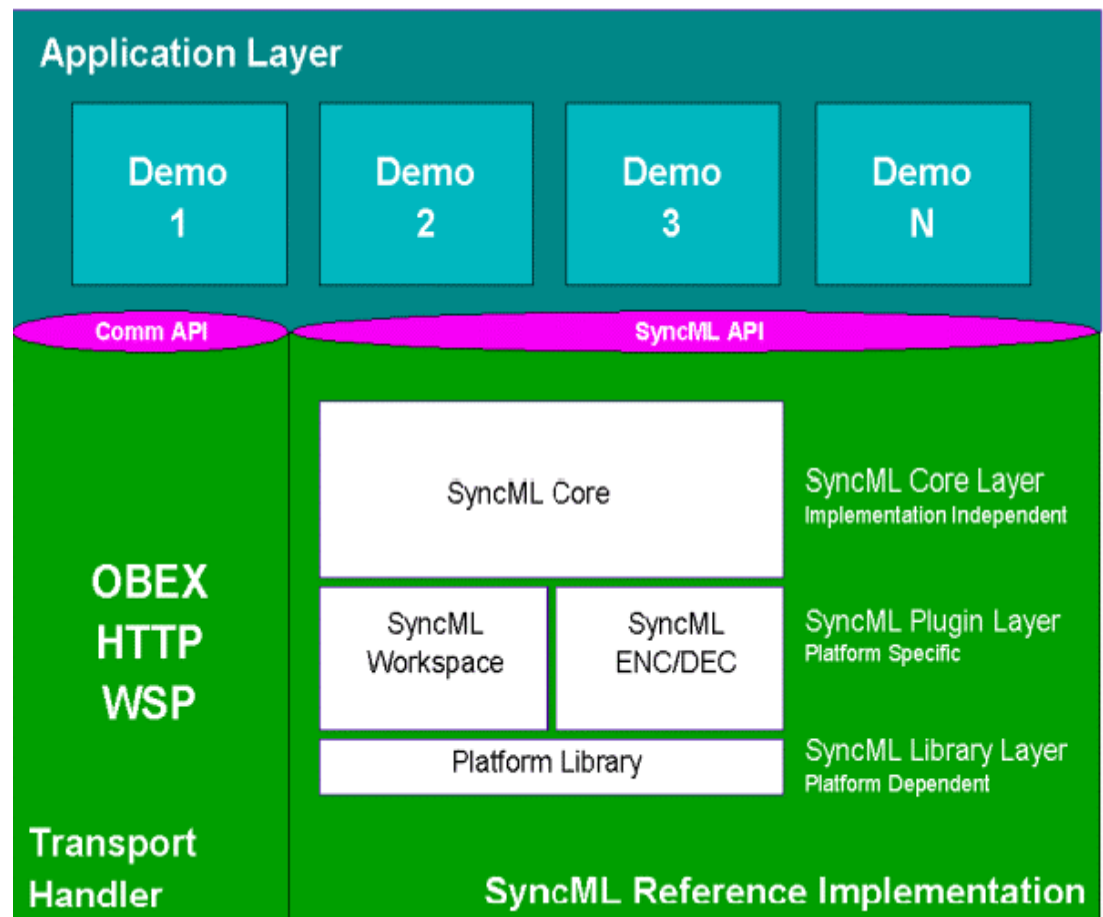 Application Layer
Demo
1
Demo
2
Demo
3
Demo
N
Comm API
SyncML API
SyncML Core
SyncML Core Layer
Implementation Independent
OBEX
HTTP
WSP
SyncML
Workspace
SyncML
ENC/DEC
SyncML Plugin Layer
Platform Specific
Platform Library
SyncML Library Layer
Platform Dependent
Transport
Handler
SyncML Reference Implementation